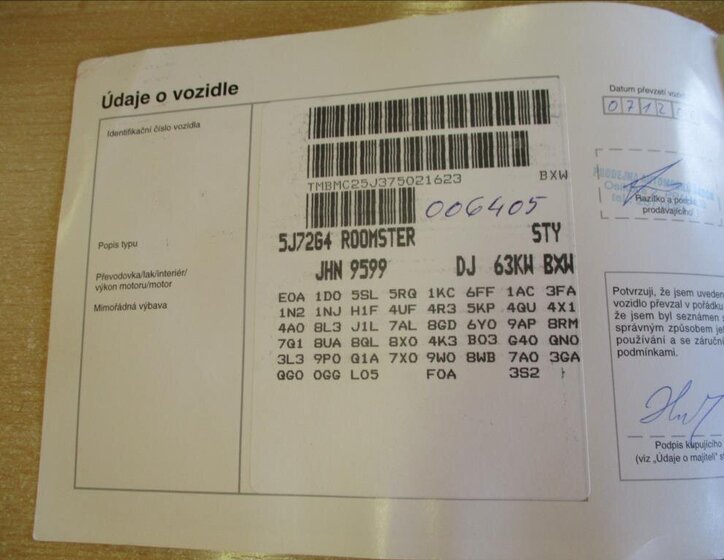 Údaje o vozidle
Identifikační číslo vozidla
TMBMC25J375021623 BXW
006405
Popis typu
5J72G4 ROOMSTER STY
Převodovka/lak/interiér/
výkon motoru/motor
JHN 9599 DJ 63KW BXW
Mimořádná výbava
E0A 1D0 5SL 5RQ 1KC 6FF 1AC 3FA
1N2 1NJ H1F 4UF 4R3 5KP 4QU 4X1
4A0 8L3 J1L 7AL 8GD 6Y0 9AP 8RM
7Q1 8UA 8QL 8X0 4K3 B03 G40 QN0
3L3 9P0 Q1A 7X0 9W0 8WB 7A0 3GA
QG0 0GG L05 F0A 3S2
Datum převzetí
0712
Razítko a
prodávajícího
Potvrzuji, že jsem
vozidlo převzal v pořádku
že jsem byl seznámen
správným způsobem
používání a se
podmínkami.
Podpis kupujícího
(viz „Údaje o majiteli"